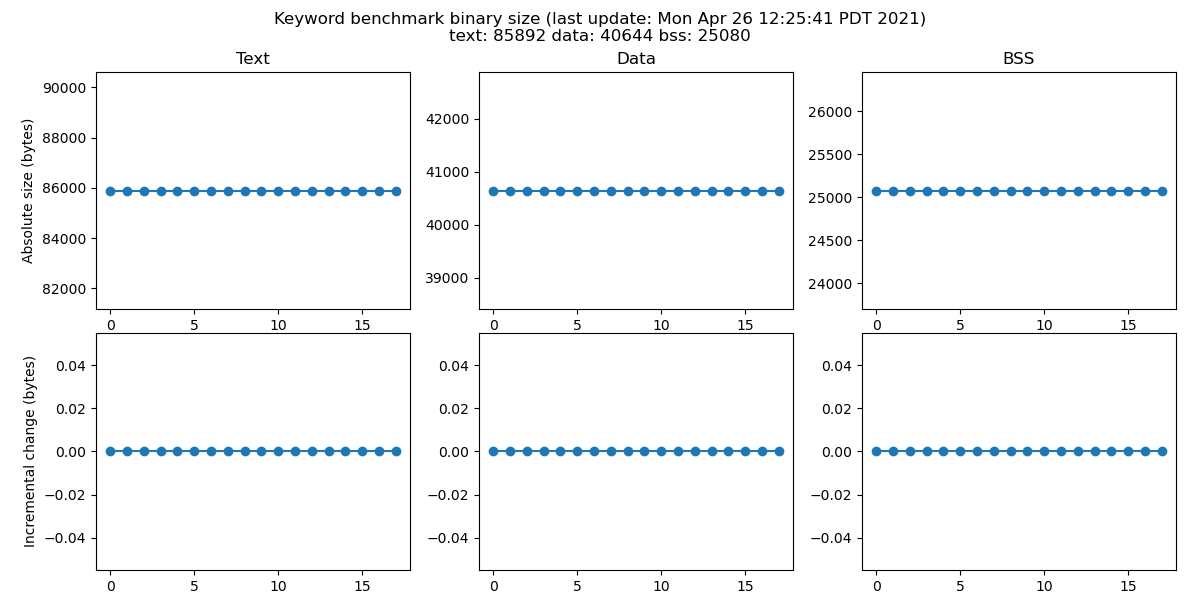 Keyword benchmark binary size (last update: Mon Apr 26 12:25:41 PDT 2021)
text: 85892 data: 40644 bss: 25080
Text
Data
BSS
Absolute size (bytes)
90000
88000
86000
84000
82000
0 5 10 15
42000
41000
40000
39000
0 5 10 15
26000
25500
25000
24500
24000
0 5 10 15
Incremental change (bytes)
0.04
0.02
0.00
−0.02
−0.04
0 5 10 15
0.04
0.02
0.00
−0.02
−0.04
0 5 10 15
0.04
0.02
0.00
−0.02
−0.04
0 5 10 15